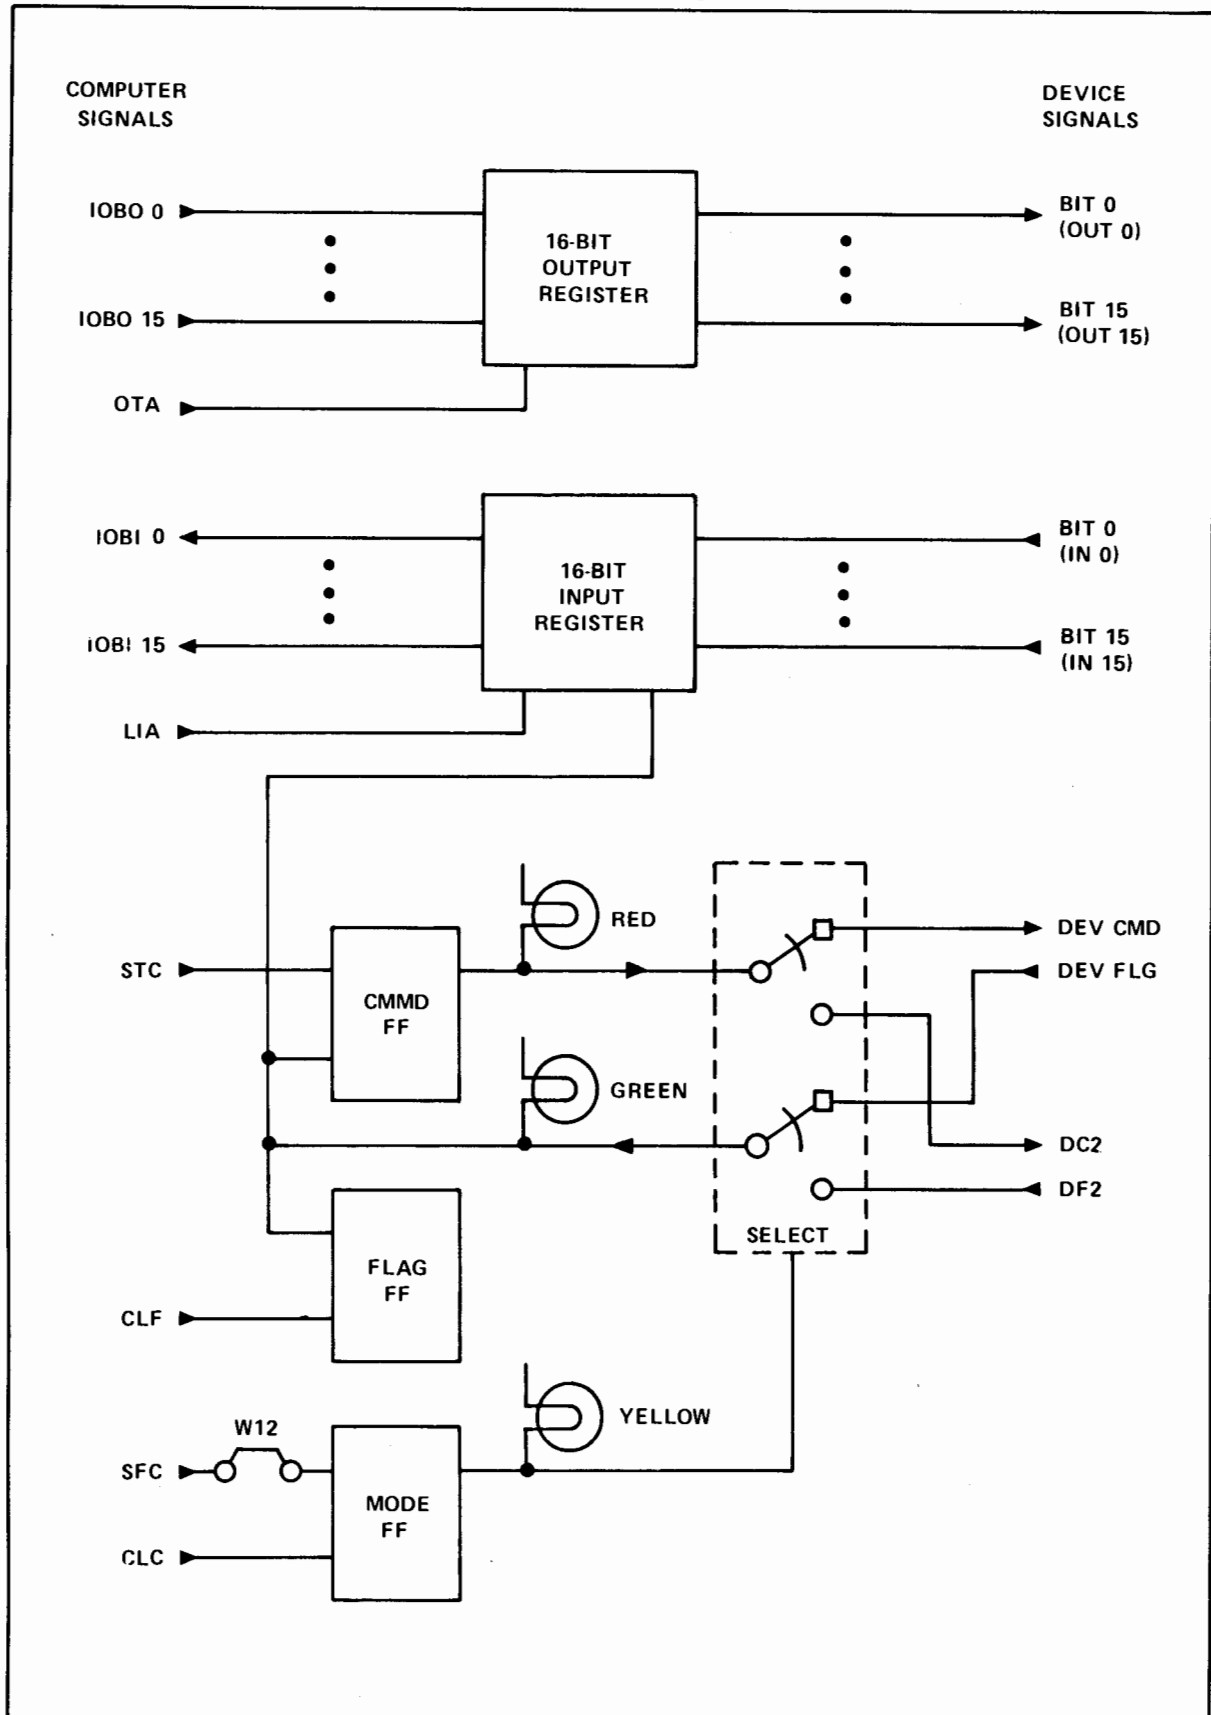 COMPUTER
SIGNALS
DEVICE
SIGNALS
IOBO 0
16-BIT
OUTPUT
REGISTER
BIT 0
(OUT 0)
IOBO 15
BIT 15
(OUT 15)
OTA
IOBI 0
16-BIT
INPUT
REGISTER
BIT 0
(IN 0)
IOBI 15
BIT 15
(IN 15)
LIA
RED
STC
CMMD
FF
DEV CMD
DEV FLG
GREEN
DC2
DF2
SELECT
FLAG
FF
CLF
YELLOW
W12
SFC
MODE
FF
CLC